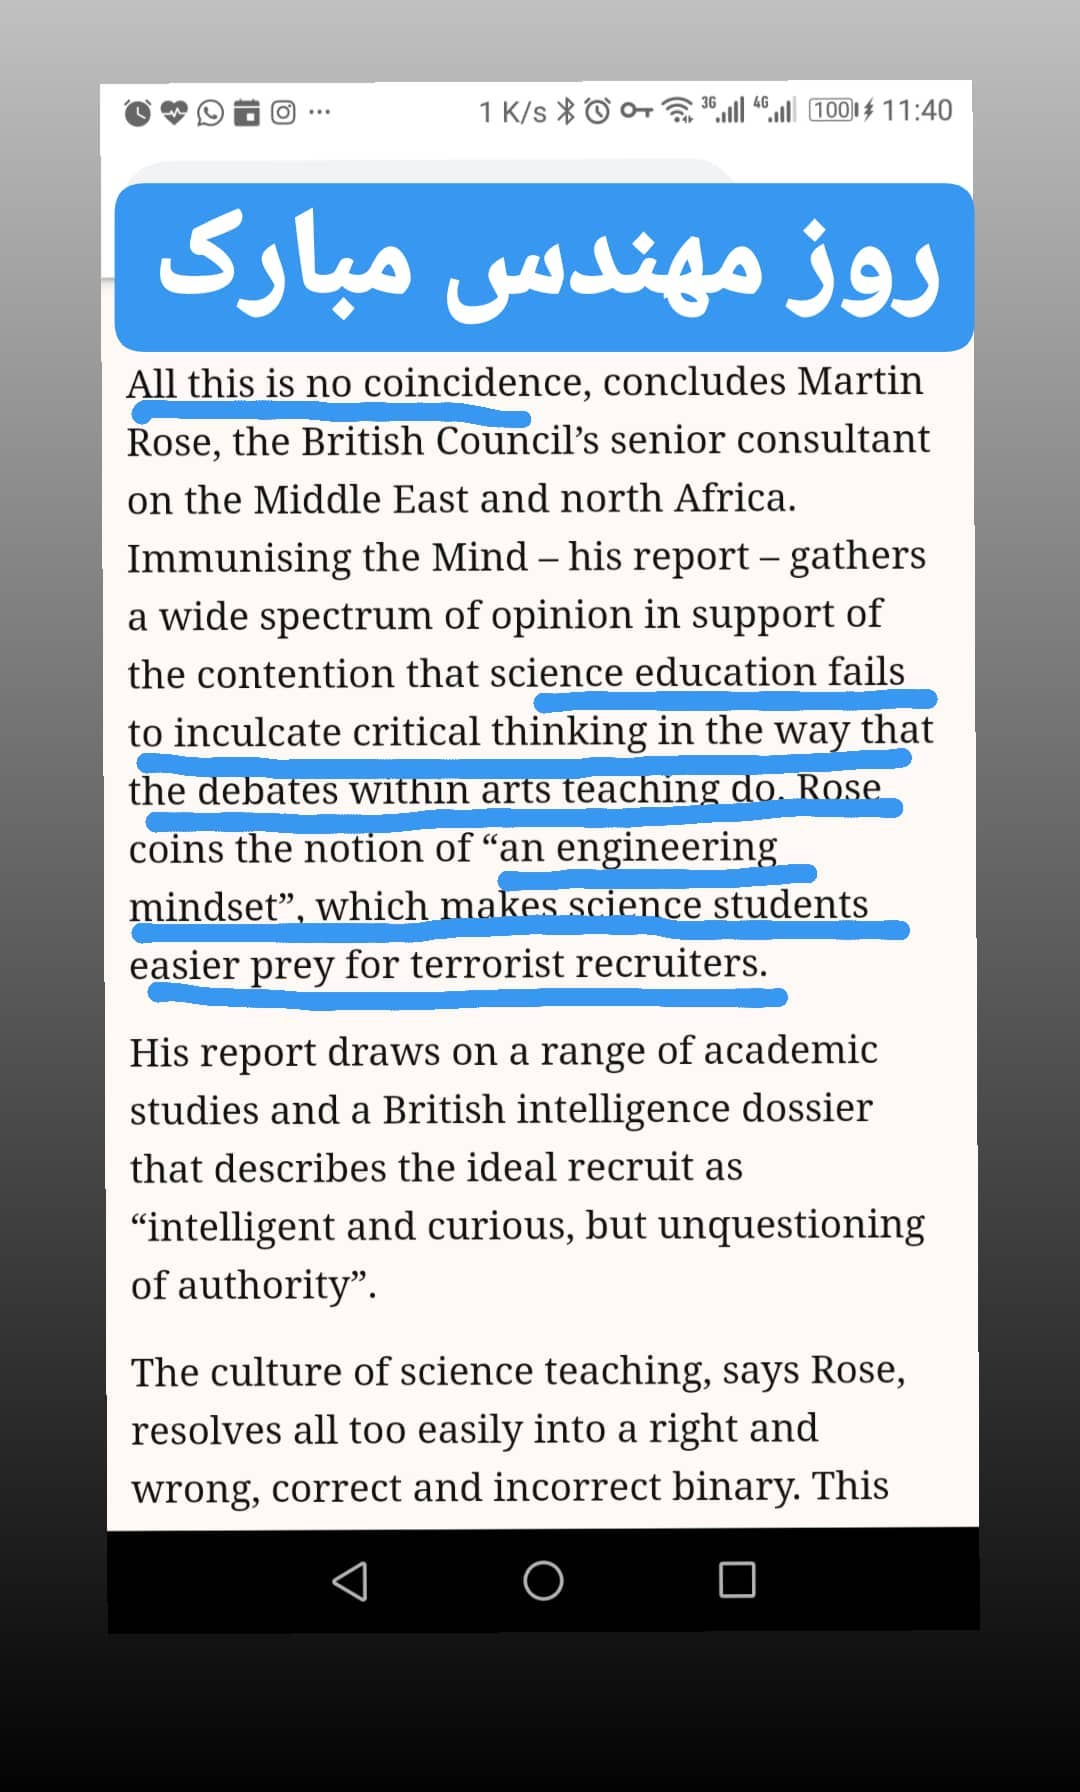 1 K/s 3G 4G 100 11:40
روز مهندس مبارک
All this is no coincidence, concludes Martin
Rose, the British Council’s senior consultant
on the Middle East and north Africa.
Immunising the Mind – his report – gathers
a wide spectrum of opinion in support of
the contention that science education fails
to inculcate critical thinking in the way that
the debates within arts teaching do. Rose
coins the notion of “an engineering
mindset”, which makes science students
easier prey for terrorist recruiters.
His report draws on a range of academic
studies and a British intelligence dossier
that describes the ideal recruit as
“intelligent and curious, but unquestioning
of authority”.
The culture of science teaching, says Rose,
resolves all too easily into a right and
wrong, correct and incorrect binary. This